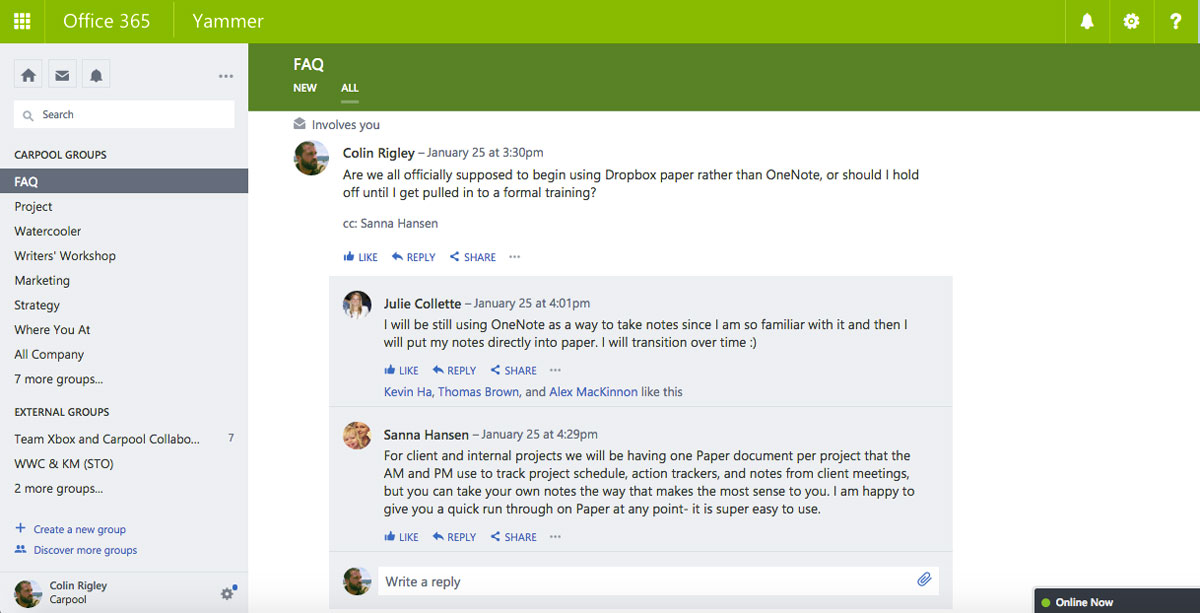 Office 365
Yammer
?
Search
CARPOOL GROUPS
FAQ
Project
Watercooler
Writers' Workshop
Marketing
Strategy
Where You At
All Company
7 more groups...
EXTERNAL GROUPS
Team Xbox and Carpool Collabo... 7
WWC & KM (STO)
2 more groups...
+ Create a new group
Discover more groups
Colin Rigley
Carpool
FAQ
NEW ALL
Involves you
Colin Rigley – January 25 at 3:30pm
Are we all officially supposed to begin using Dropbox paper rather than OneNote, or should I hold
off until I get pulled in to a formal training?
cc: Sanna Hansen
LIKE REPLY SHARE ...
Julie Collette – January 25 at 4:01pm
I will be still using OneNote as a way to take notes since I am so familiar with it and then I
will put my notes directly into paper. I will transition over time :)
LIKE REPLY SHARE ...
Kevin Ha, Thomas Brown, and Alex MacKinnon like this
Sanna Hansen – January 25 at 4:29pm
For client and internal projects we will be having one Paper document per project that the
AM and PM use to track project schedule, action trackers, and notes from client meetings,
but you can take your own notes the way that makes the most sense to you. I am happy to
give you a quick run through on Paper at any point- it is super easy to use.
LIKE REPLY SHARE ...
Write a reply
Online Now